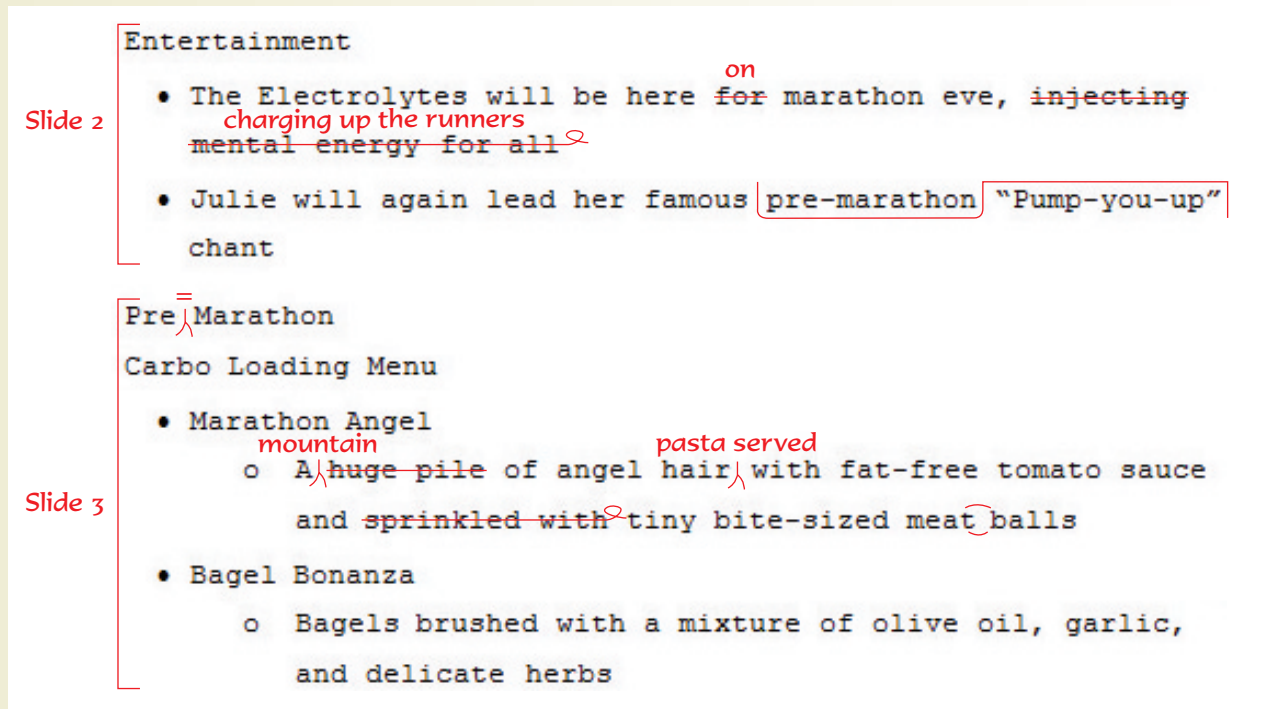 Entertainment
on
• The Electrolytes will be here for marathon eve, injecting
Slide 2
charging up the runners
mental energy for all
• Julie will again lead her famous pre-marathon “Pump-you-up”
chant
=
Pre Marathon
Carbo Loading Menu
• Marathon Angel
mountain pasta served
o A huge pile of angel hair with fat-free tomato sauce
Slide 3
and sprinkled with tiny bite-sized meat balls
• Bagel Bonanza
o Bagels brushed with a mixture of olive oil, garlic,
and delicate herbs